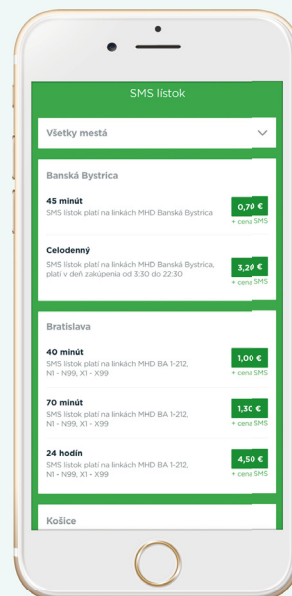 SMS lístok
Všetky mestá
Banská Bystrica
45 minút
SMS lístok platí na linkách MHD Banská Bystrica
0,70 €
+ cena SMS
Celodenný
SMS lístok platí na linkách MHD Banská Bystrica,
platí v deň zakúpenia od 3:30 do 22:30
3,20 €
+ cena SMS
Bratislava
40 minút
SMS lístok platí na linkách MHD BA 1-212,
N1 - N99, X1 - X99
1,00 €
+ cena SMS
70 minút
SMS lístok platí na linkách MHD BA 1-212,
N1 - N99, X1 - X99
1,30 €
+ cena SMS
24 hodín
SMS lístok platí na linkách MHD BA 1-212,
N1 - N99, X1 - X99
4,50 €
+ cena SMS
Košice